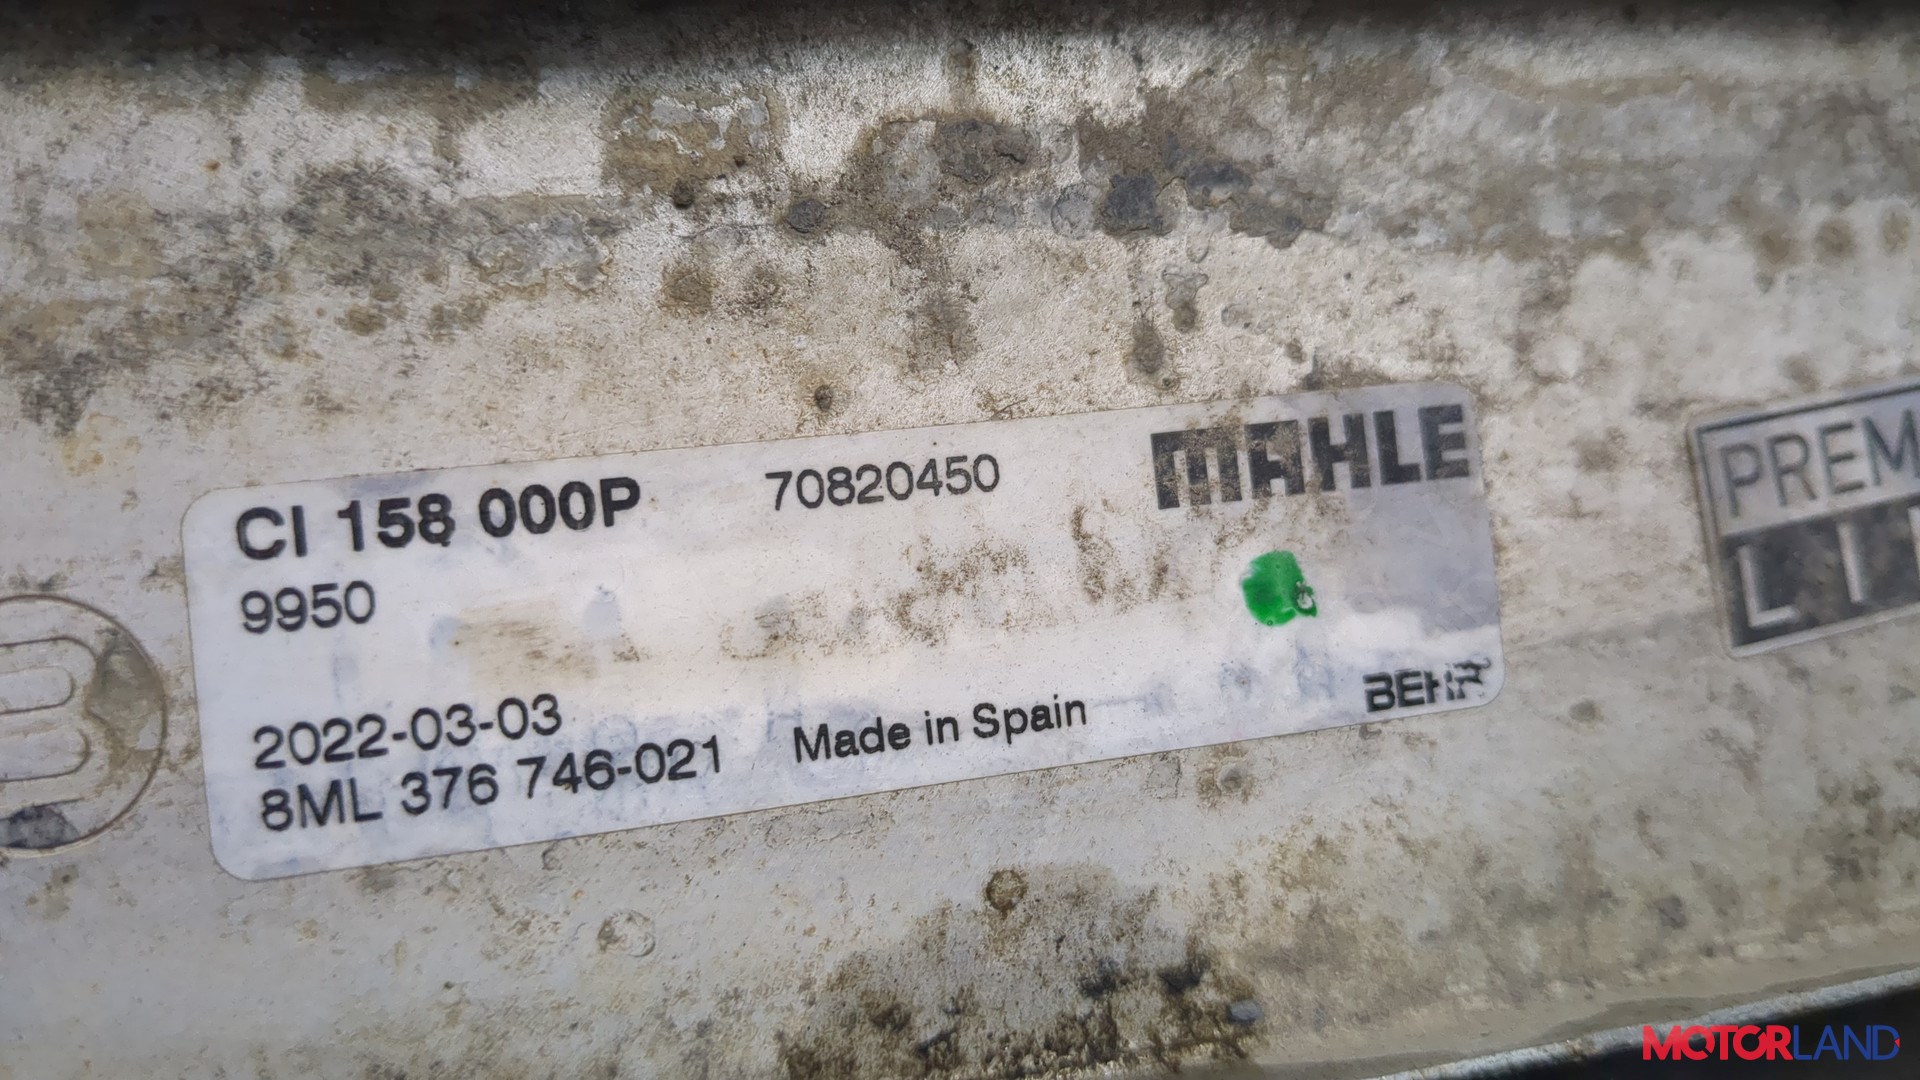 CI 158 000P 70820450 MAHLE
9950
2022-03-03
8ML 376 746-021 Made in Spain BEHR
PREM
LI
MOTORLAND